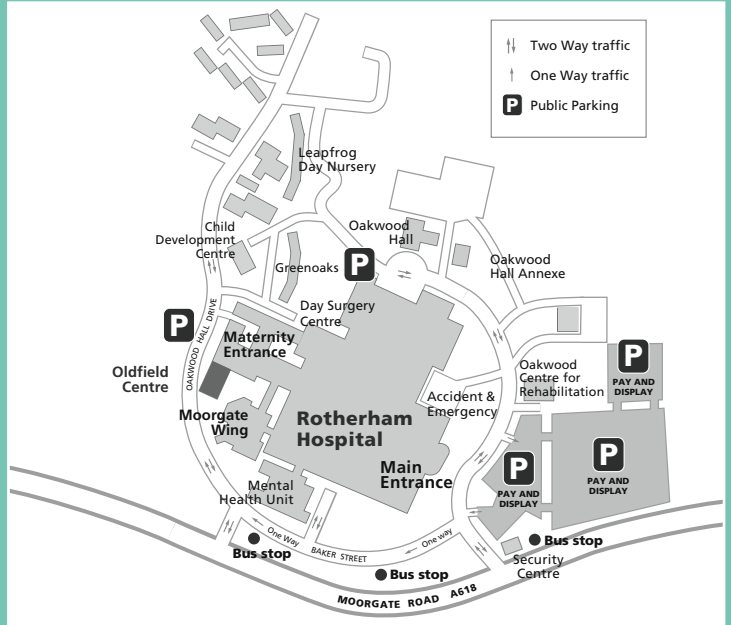 Two Way traffic
One Way traffic
P Public Parking
Leapfrog
Day Nursery
Oakwood
Hall
Child
Development
Centre
Greenoaks
P
Oakwood
Hall Annexe
Day Surgery
Centre
P
OAKWOOD HALL DRIVE
Maternity
Entrance
Oldfield
Centre
Oakwood
Centre for
Rehabilitation
P
PAY AND
DISPLAY
Accident &
Emergency
Moorgate
Wing
Rotherham
Hospital
Main
Entrance
P
PAY AND
DISPLAY
P
PAY AND
DISPLAY
Mental
Health Unit
One Way
BAKER STREET
One way
Bus stop
Bus stop
Security
Centre
Bus stop
MOORGATE ROAD A618